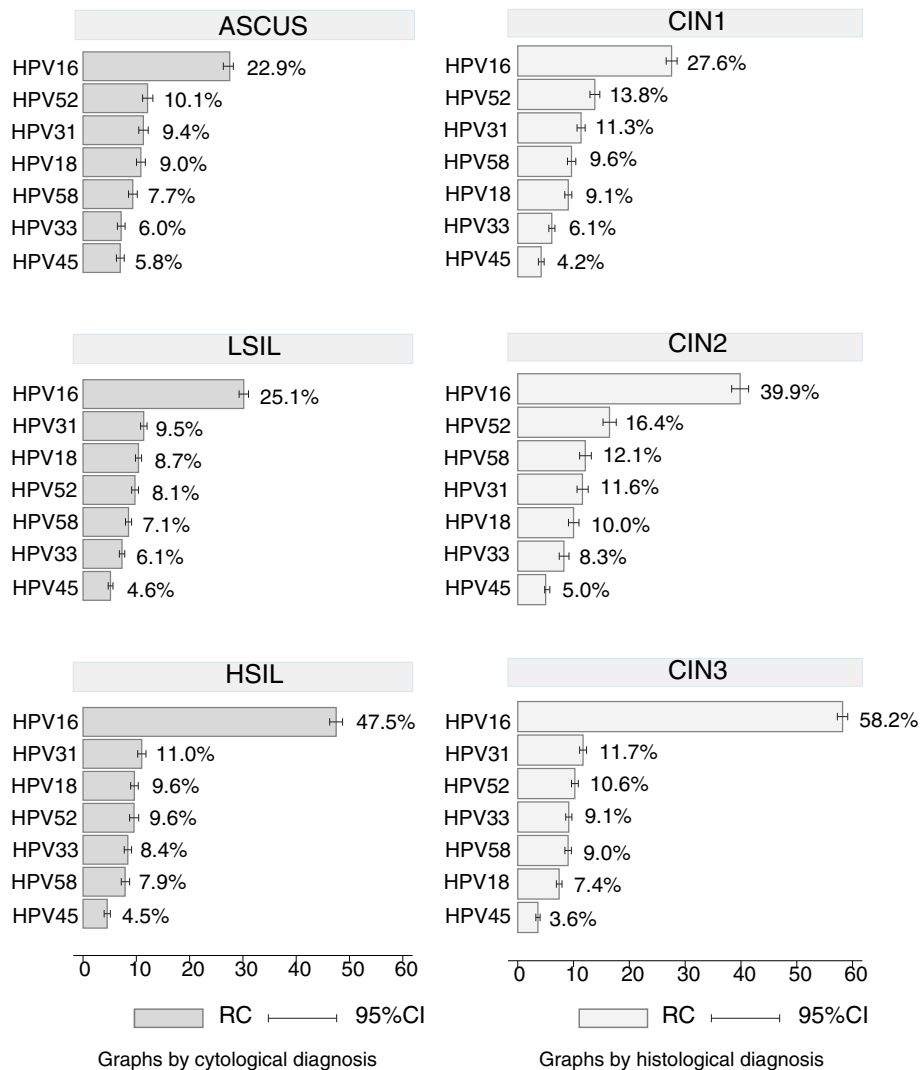 ASCUS
HPV16 22.9%
HPV52 10.1%
HPV31 9.4%
HPV18 9.0%
HPV58 7.7%
HPV33 6.0%
HPV45 5.8%
LSIL
HPV16 25.1%
HPV31 9.5%
HPV18 8.7%
HPV52 8.1%
HPV58 7.1%
HPV33 6.1%
HPV45 4.6%
HSIL
HPV16 47.5%
HPV31 11.0%
HPV18 9.6%
HPV52 9.6%
HPV33 8.4%
HPV58 7.9%
HPV45 4.5%
0 10 20 30 40 50 60
RC 95%CI
Graphs by cytological diagnosis
CIN1
HPV16 27.6%
HPV52 13.8%
HPV31 11.3%
HPV58 9.6%
HPV18 9.1%
HPV33 6.1%
HPV45 4.2%
CIN2
HPV16 39.9%
HPV52 16.4%
HPV58 12.1%
HPV31 11.6%
HPV18 10.0%
HPV33 8.3%
HPV45 5.0%
CIN3
HPV16 58.2%
HPV31 11.7%
HPV52 10.6%
HPV33 9.1%
HPV58 9.0%
HPV18 7.4%
HPV45 3.6%
0 10 20 30 40 50 60
RC 95%CI
Graphs by histological diagnosis